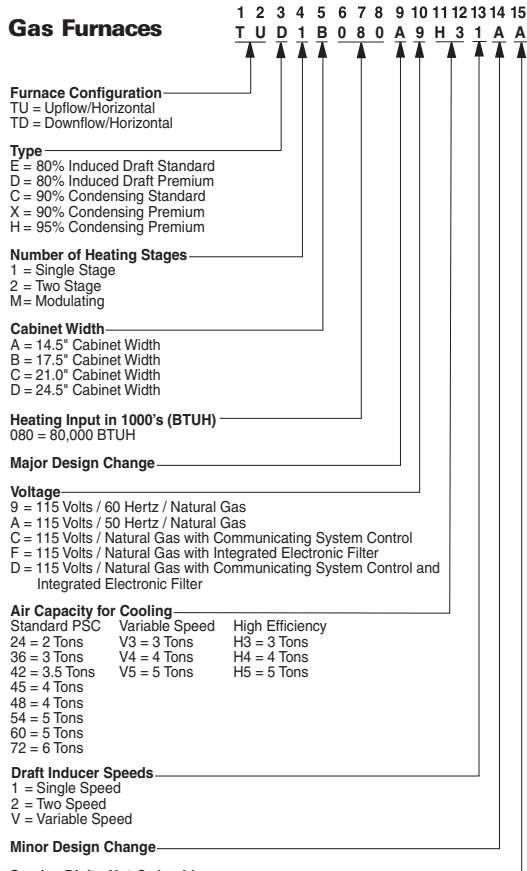 Gas Furnaces
1 2 3 4 5 6 7 8 9 10 11 12 13 14 15
T U D 1 B 0 8 0 A 9 H 3 1 A A
Furnace Configuration
TU = Upflow/Horizontal
TD = Downflow/Horizontal
Type
E = 80% Induced Draft Standard
D = 80% Induced Draft Premium
C = 90% Condensing Standard
X = 90% Condensing Premium
H = 95% Condensing Premium
Number of Heating Stages
1 = Single Stage
2 = Two Stage
M= Modulating
Cabinet Width
A = 14.5" Cabinet Width
B = 17.5" Cabinet Width
C = 21.0" Cabinet Width
D = 24.5" Cabinet Width
Heating Input in 1000's (BTUH)
080 = 80,000 BTUH
Major Design Change
Voltage
9 = 115 Volts / 60 Hertz / Natural Gas
A = 115 Volts / 50 Hertz / Natural Gas
C = 115 Volts / Natural Gas with Communicating System Control
F = 115 Volts / Natural Gas with Integrated Electronic Filter
D = 115 Volts / Natural Gas with Communicating System Control and
Integrated Electronic Filter
Air Capacity for Cooling
Standard PSC Variable Speed High Efficiency
24 = 2 Tons V3 = 3 Tons H3 = 3 Tons
36 = 3 Tons V4 = 4 Tons H4 = 4 Tons
42 = 3.5 Tons V5 = 5 Tons H5 = 5 Tons
45 = 4 Tons
48 = 4 Tons
54 = 5 Tons
60 = 5 Tons
72 = 6 Tons
Draft Inducer Speeds
1 = Single Speed
2 = Two Speed
V = Variable Speed
Minor Design Change